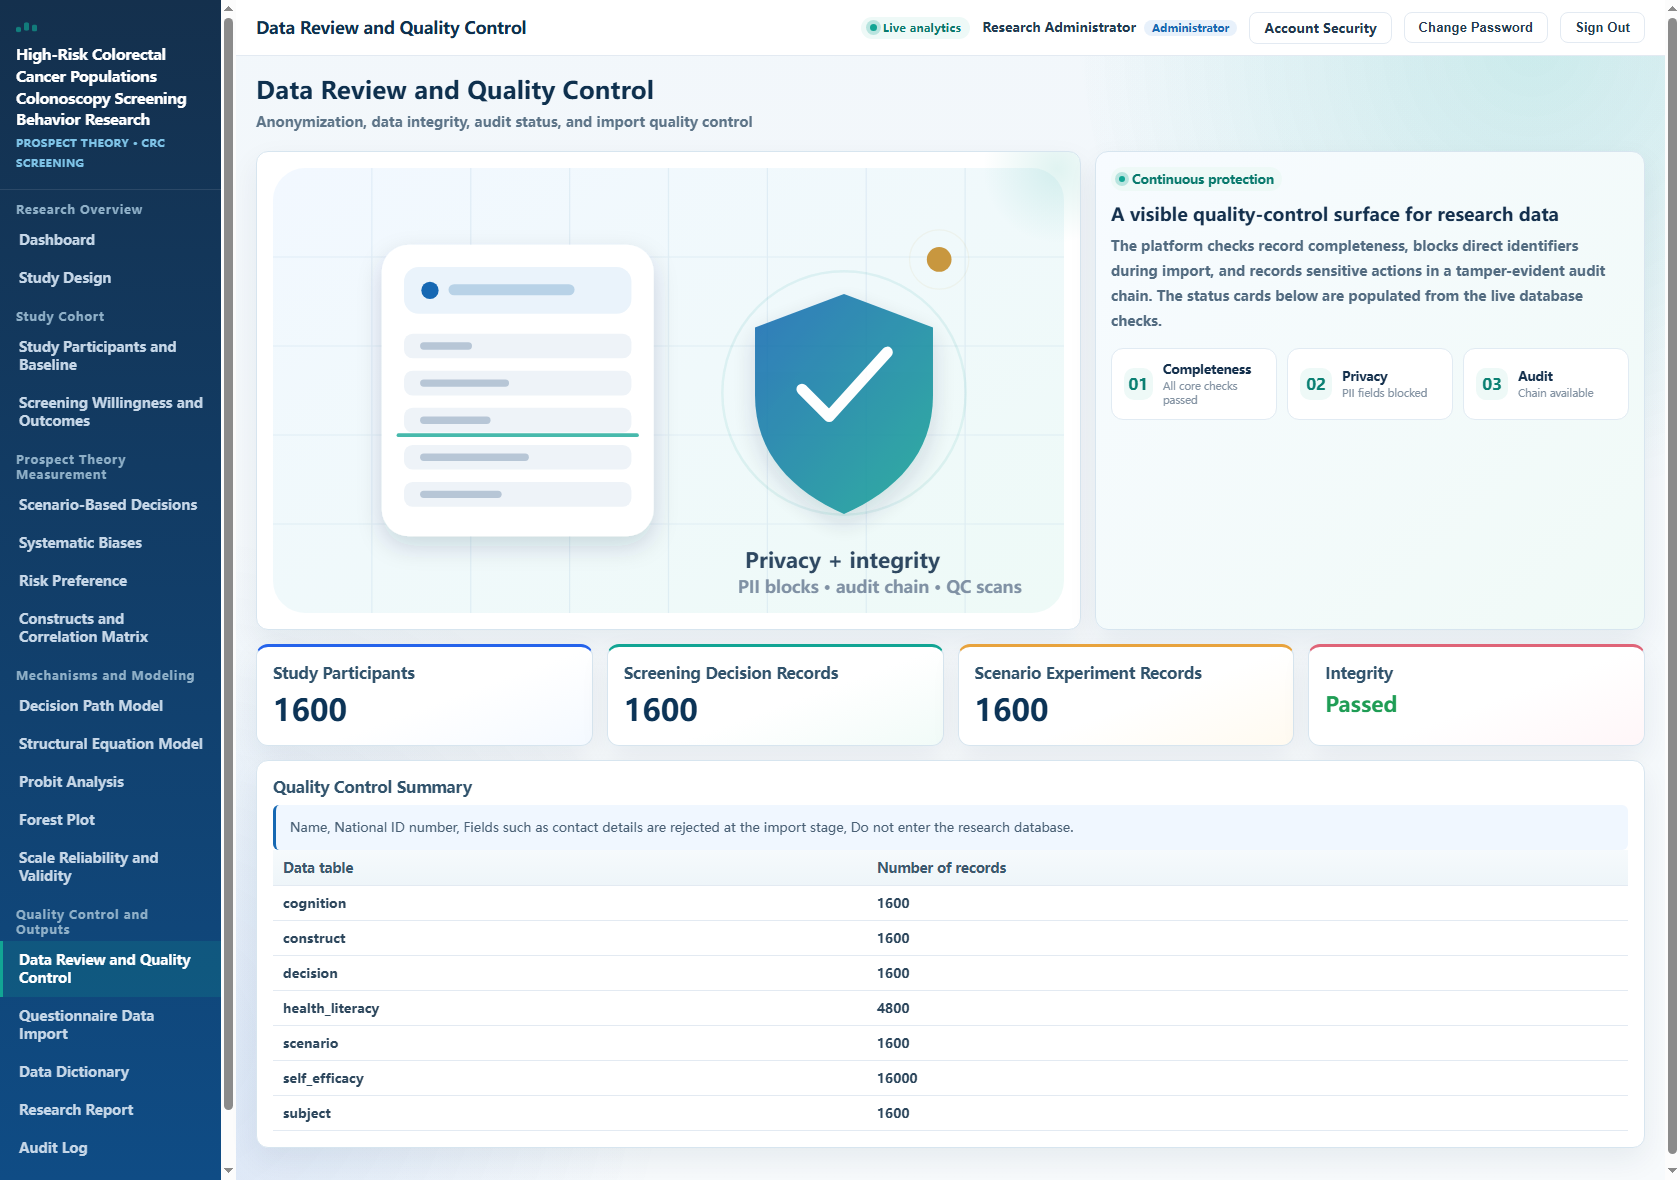 High-Risk Colorectal
Cancer Populations
Colonoscopy Screening
Behavior Research
PROSPECT THEORY • CRC
SCREENING
Research Overview
Dashboard
Study Design
Study Cohort
Study Participants and
Baseline
Screening Willingness and
Outcomes
Prospect Theory
Measurement
Scenario-Based Decisions
Systematic Biases
Risk Preference
Constructs and
Correlation Matrix
Mechanisms and Modeling
Decision Path Model
Structural Equation Model
Probit Analysis
Forest Plot
Scale Reliability and
Validity
Quality Control and
Outputs
Data Review and Quality
Control
Questionnaire Data
Import
Data Dictionary
Research Report
Audit Log
Data Review and Quality Control
Live analytics
Research Administrator
Administrator
Account Security
Change Password
Sign Out
Data Review and Quality Control
Anonymization, data integrity, audit status, and import quality control
Privacy + integrity
PII blocks • audit chain • QC scans
Continuous protection
A visible quality-control surface for research data
The platform checks record completeness, blocks direct identifiers
during import, and records sensitive actions in a tamper-evident audit
chain. The status cards below are populated from the live database
checks.
01 Completeness
All core checks
passed
02 Privacy
PII fields blocked
03 Audit
Chain available
Study Participants
1600
Screening Decision Records
1600
Scenario Experiment Records
1600
Integrity
Passed
Quality Control Summary
Name, National ID number, Fields such as contact details are rejected at the import stage, Do not enter the research database.
Data table Number of records
cognition 1600
construct 1600
decision 1600
health_literacy 4800
scenario 1600
self_efficacy 16000
subject 1600